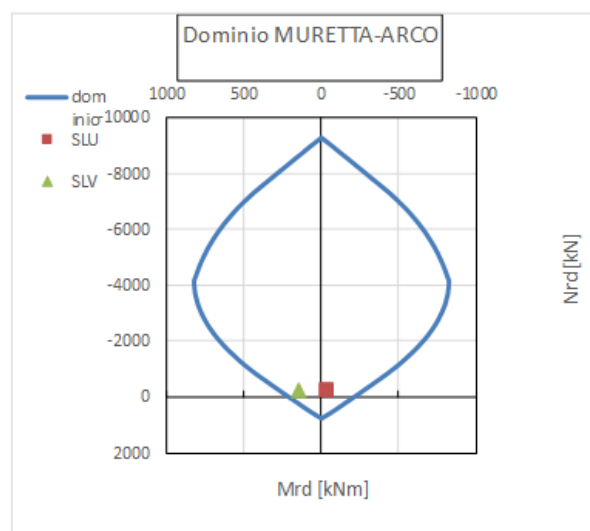 Dominio MURETTA-ARCO
1000 500 0 -500 -1000
dom
inio
SLU
SLV
-10000
-8000
-6000
-4000
-2000
0
2000
Nrd[kN]
Mrd [kNm]